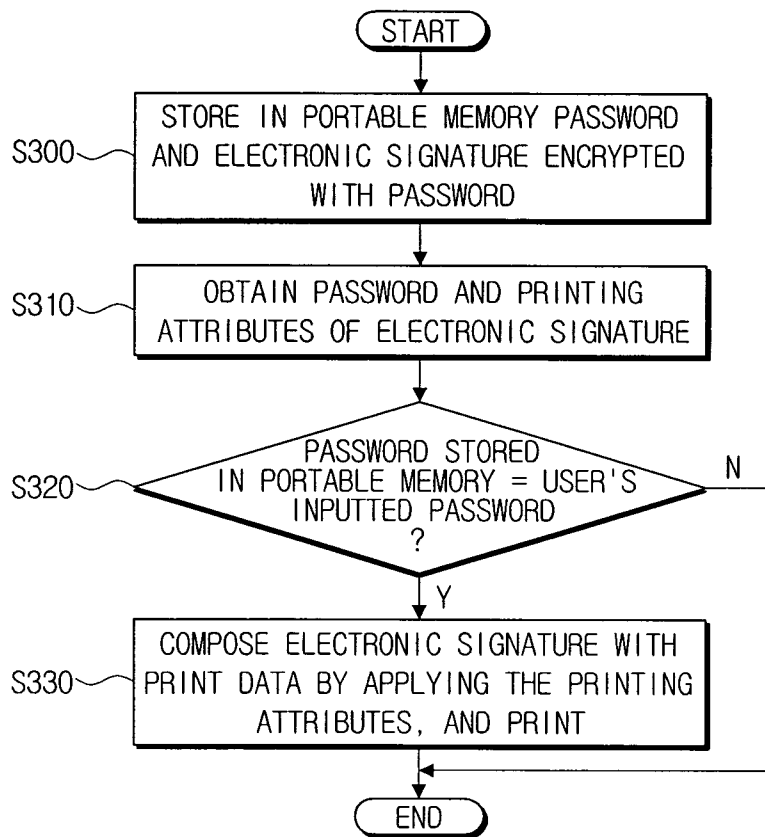 START
S300
STORE IN PORTABLE MEMORY PASSWORD
AND ELECTRONIC SIGNATURE ENCRYPTED
WITH PASSWORD
S310
OBTAIN PASSWORD AND PRINTING
ATTRIBUTES OF ELECTRONIC SIGNATURE
S320
PASSWORD STORED
IN PORTABLE MEMORY = USER'S
INPUTTED PASSWORD
?
N
Y
S330
COMPOSE ELECTRONIC SIGNATURE WITH
PRINT DATA BY APPLYING THE PRINTING
ATTRIBUTES, AND PRINT
END